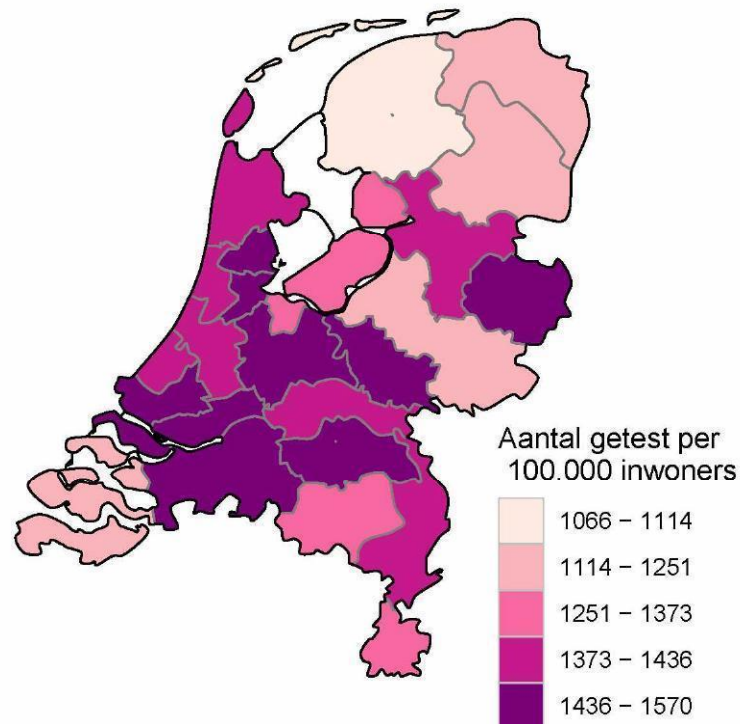 Aantal getest per
100.000 inwoners
1066 – 1114
1114 – 1251
1251 – 1373
1373 – 1436
1436 – 1570